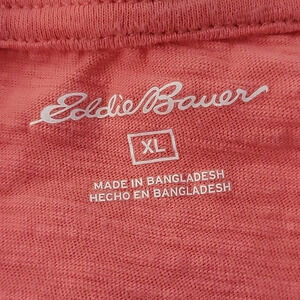 Eddie Bauer
XL
MADE IN BANGLADESH
HECHO EN BANGLADESH